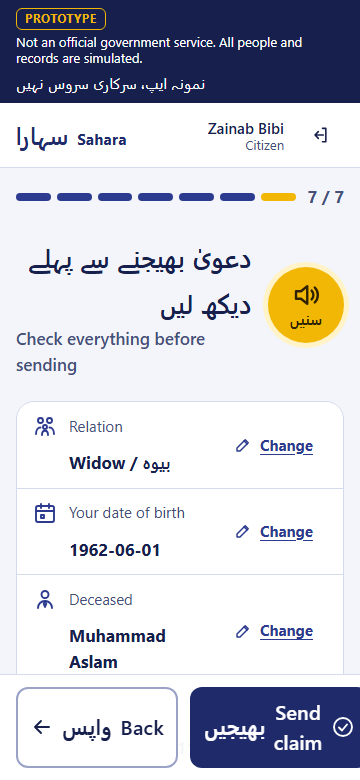 PROTOTYPE
Not an official government service. All people and
records are simulated.
نمونہ ایپ، سرکاری سروس نہیں
سہارا Sahara
Zainab Bibi
Citizen
7 / 7
دعویٰ بھیجنے سے پہلے
دیکھ لیں
سنیں
Check everything before
sending
Relation
Widow / بیوہ
Change
Your date of birth
1962-06-01
Change
Deceased
Muhammad
Aslam
Change
واپس Back
بھیجیں Send
claim